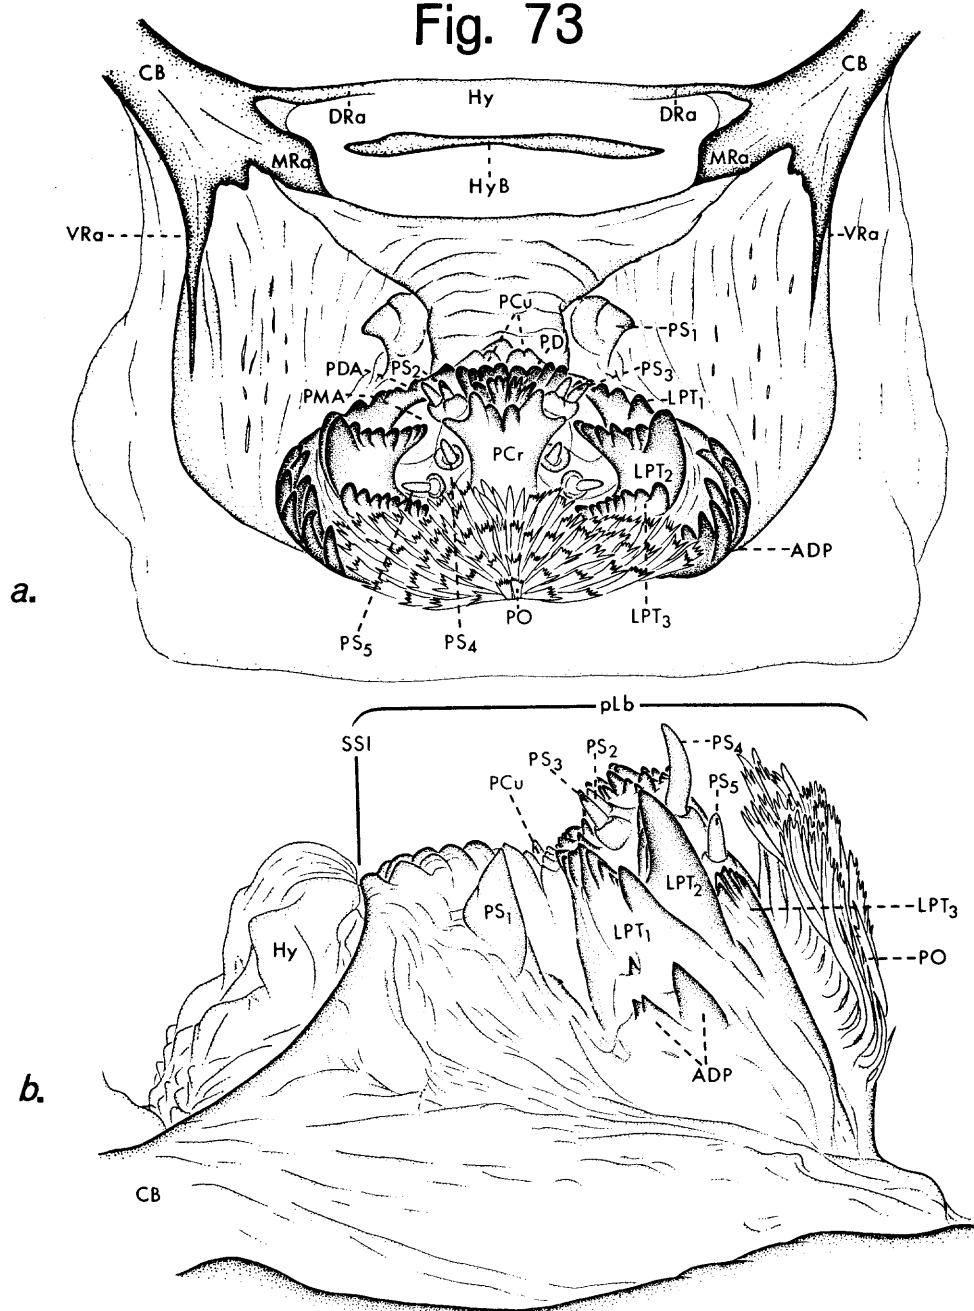 Fig. 73
CB Hy CB
DRa DRa
MRa MRa
HyB
VRa VRa
PCu
PS1
PD
PDA PS2 PS3
PMA LPT1
PCr LPT2
ADP
a.
PO LPT3
PS5 PS4
pLb
SSI PS4
PS3 PS2
PCu PS5
LPT2
PS1 LPT3
LPT1
Hy PO
ADP
b.
CB